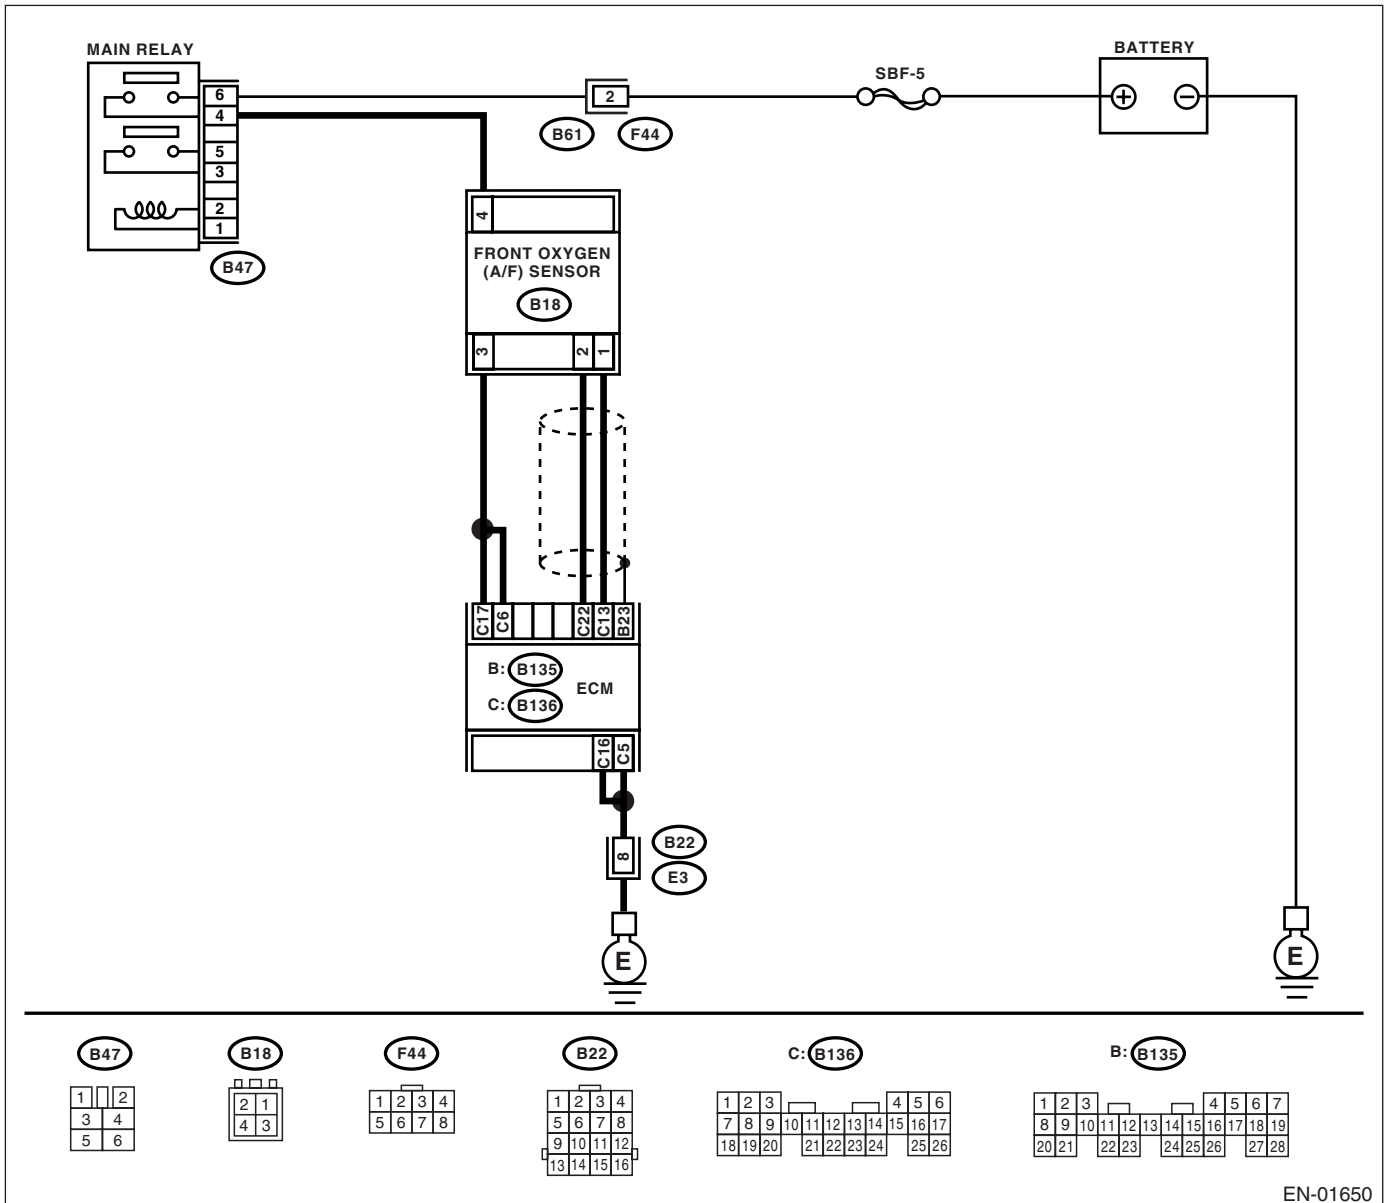 MAIN RELAY
BATTERY
SBF-5
6
4
5
3
2
1
B47
2
B61 F44
4
FRONT OXYGEN
(A/F) SENSOR
B18
3 2 1
C17 C6 C22 C13 B23
B: B135
C: B136
ECM
C16 C5
8
B22
E3
E
E
B47
1 2
3 4
5 6
B18
2 1
4 3
F44
1 2 3 4
5 6 7 8
B22
1 2 3 4
5 6 7 8
9 10 11 12
13 14 15 16
C: B136
1 2 3 4 5 6
7 8 9 10 11 12 13 14 15 16 17
18 19 20 21 22 23 24 25 26
B: B135
1 2 3 4 5 6 7
8 9 10 11 12 13 14 15 16 17 18 19
20 21 22 23 24 25 26 27 28
EN-01650